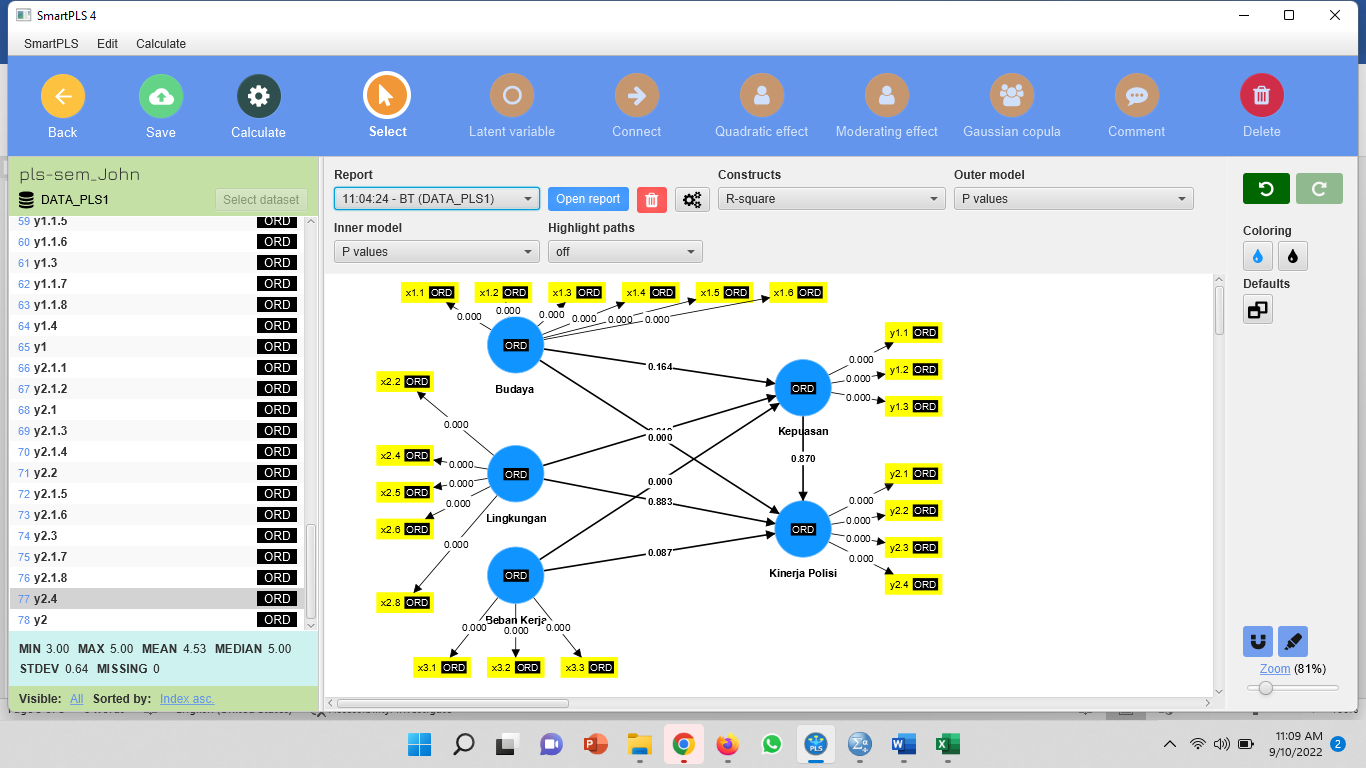 SmartPLS 4
SmartPLS Edit Calculate
Back Save Calculate Select Latent variable Connect Quadratic effect Moderating effect Gaussian copula Comment Delete
pls-sem_John
DATA_PLS1 Select dataset
59 y1.1.5 ORD
60 y1.1.6 ORD
61 y1.3 ORD
62 y1.1.7 ORD
63 y1.1.8 ORD
64 y1.4 ORD
65 y1 ORD
66 y2.1.1 ORD
67 y2.1.2 ORD
68 y2.1 ORD
69 y2.1.3 ORD
70 y2.1.4 ORD
71 y2.2 ORD
72 y2.1.5 ORD
73 y2.1.6 ORD
74 y2.3 ORD
75 y2.1.7 ORD
76 y2.1.8 ORD
77 y2.4 ORD
78 y2 ORD
MIN 3.00 MAX 5.00 MEAN 4.53 MEDIAN 5.00
STDEV 0.64 MISSING 0
Visible: All Sorted by: Index asc.
Report Constructs Outer model
11:04:24 - BT (DATA_PLS1) Open report R-square P values
Inner model Highlight paths
P values off
x1.1 ORD x1.2 ORD x1.3 ORD x1.4 ORD x1.5 ORD x1.6 ORD
0.000 0.000 0.000 0.000 0.000 0.000
ORD
Budaya
0.164
y1.1 ORD
0.000
y1.2 ORD
0.000
y1.3 ORD
0.000
ORD
Kepuasan
x2.2 ORD
0.000
0.000
x2.4 ORD
0.000
x2.5 ORD
0.000
x2.6 ORD
0.000
ORD
Lingkungan
0.870
0.000
0.883
y2.1 ORD
0.000
y2.2 ORD
0.000
y2.3 ORD
0.000
y2.4 ORD
0.000
ORD
Kinerja Polisi
0.000
x2.8 ORD
0.087
ORD
Beban Kerja
0.000 0.000 0.000
x3.1 ORD x3.2 ORD x3.3 ORD
Coloring
Defaults
Zoom (81%)
PLS
11:09 AM
9/10/2022 2